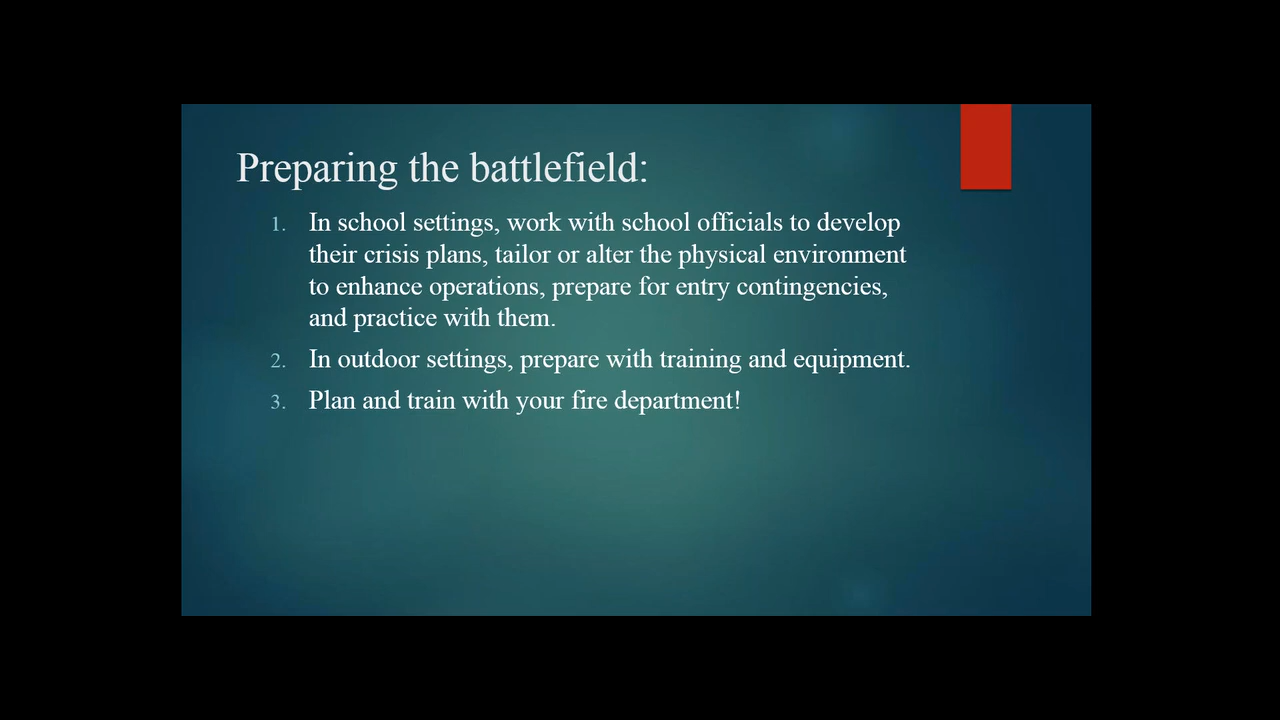 Preparing the battlefield:
1. In school settings, work with school officials to develop
their crisis plans, tailor or alter the physical environment
to enhance operations, prepare for entry contingencies,
and practice with them.
2. In outdoor settings, prepare with training and equipment.
3. Plan and train with your fire department!